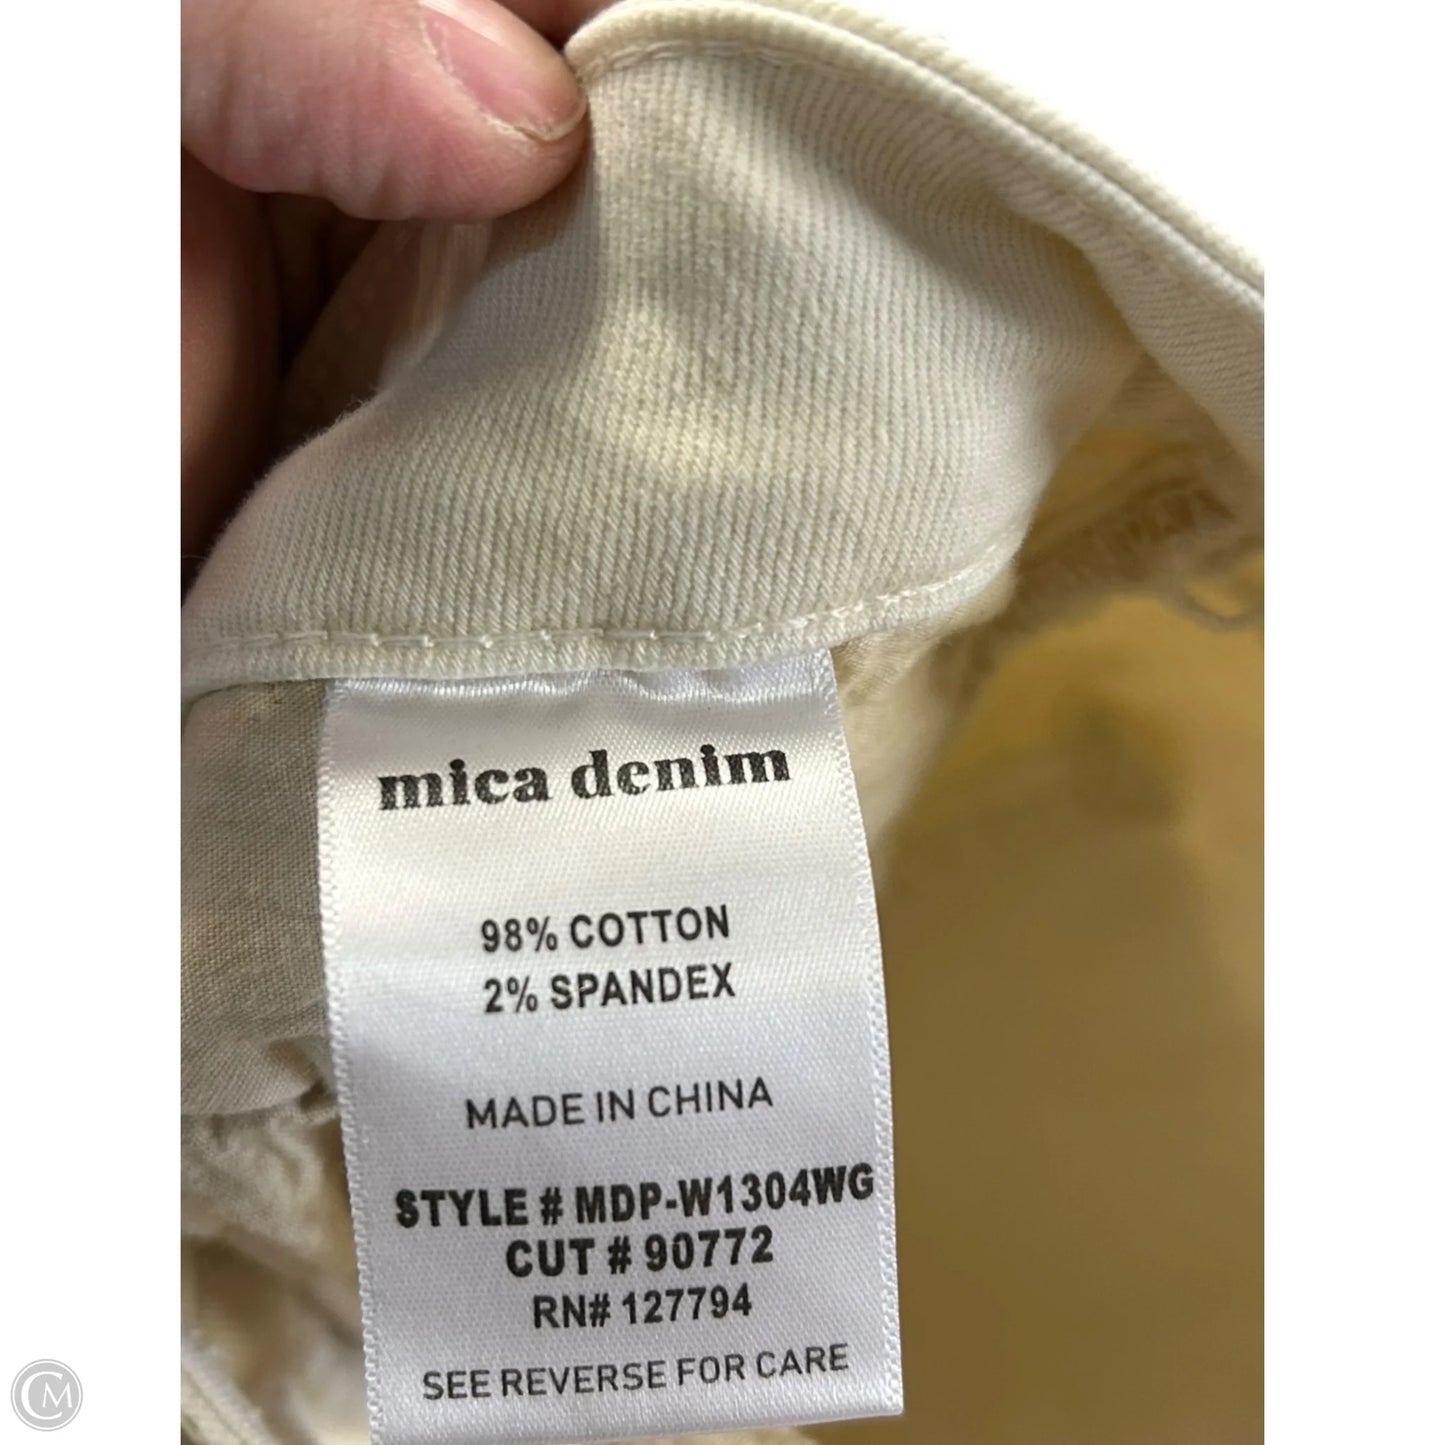 mica denim
98% COTTON
2% SPANDEX
MADE IN CHINA
STYLE # MDP-W1304WG
CUT # 90772
RN# 127794
SEE REVERSE FOR CARE
CM